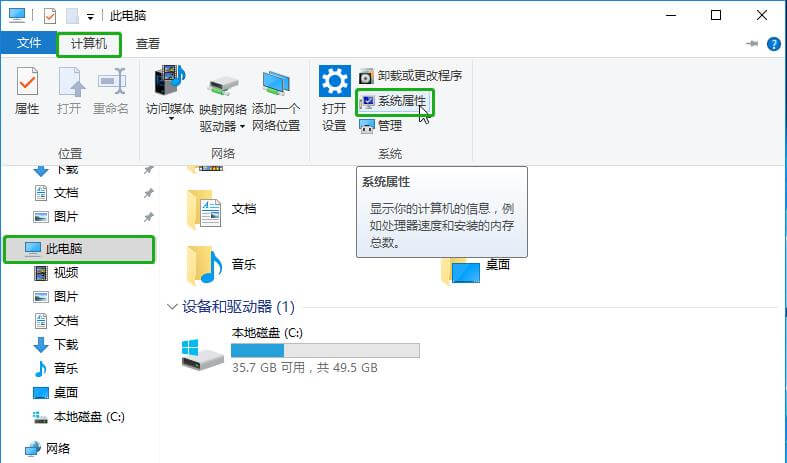 此电脑
文件 计算机 查看
属性 打开 重命名 访问媒体 映射网络 驱动器 添加一个 网络位置 打开 设置 卸载或更改程序
系统属性
管理
位置 网络 系统
下载
文档
图片
此电脑
视频
图片
文档
下载
音乐
桌面
本地磁盘 (C:)
网络
文档
音乐
桌面
系统属性
显示你的计算机的信息，例
如处理器速度和安装的内存
总数。
设备和驱动器 (1)
本地磁盘 (C:)
35.7 GB 可用，共 49.5 GB